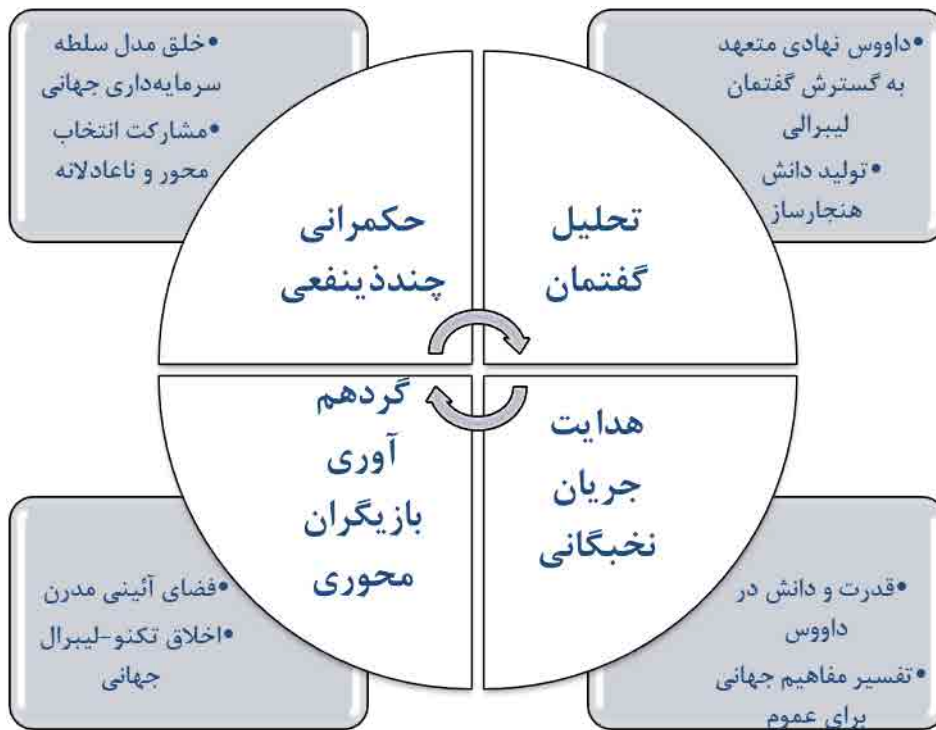 •داووس نهادی متعهد
به گسترش گفتمان
لیبرالی
•تولید دانش
هنجارساز
•خلق مدل سلطه
سرمایه‌داری جهانی
•مشارکت انتخاب
محور و ناعادلانه
تحلیل
گفتمان
حکمرانی
چندذینفعی
هدایت
جریان
نخبگانی
گردهم
آوری
بازیگران
محوری
•قدرت و دانش در
داووس
•تفسیر مفاهیم جهانی
برای عموم
•فضای آئینی مدرن
•اخلاق تکنو-لیبرال
جهانی